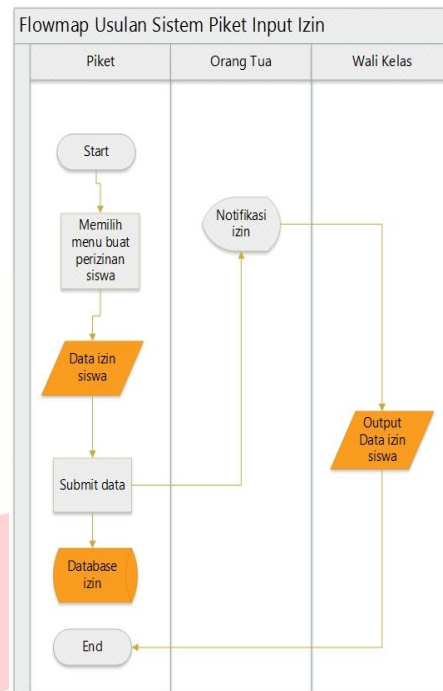 Flowmap Usulan Sistem Piket Input Izin
Piket
Orang Tua
Wali Kelas
Start
Memilih
menu buat
perizinan
siswa
Notifikasi
izin
Data izin
siswa
Output
Data izin
siswa
Submit data
Database
izin
End